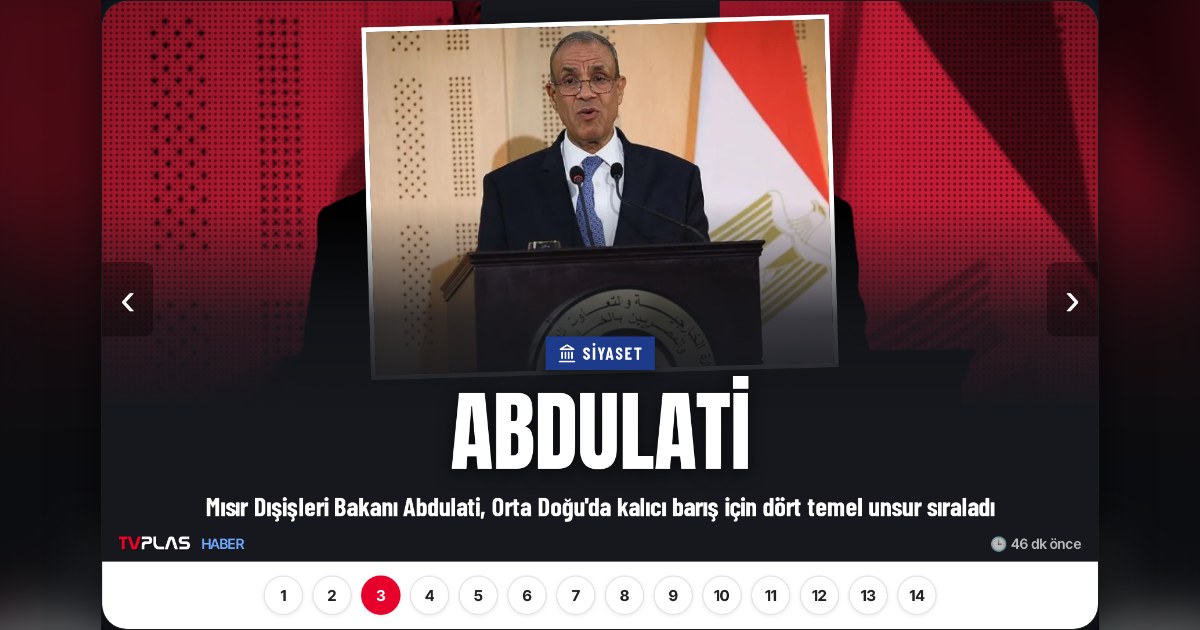 SİYASET
ABDULATİ
Mısır Dışişleri Bakanı Abdulati, Orta Doğu'da kalıcı barış için dört temel unsur sıraladı
TVPLAS HABER
46 dk önce
1 2 3 4 5 6 7 8 9 10 11 12 13 14